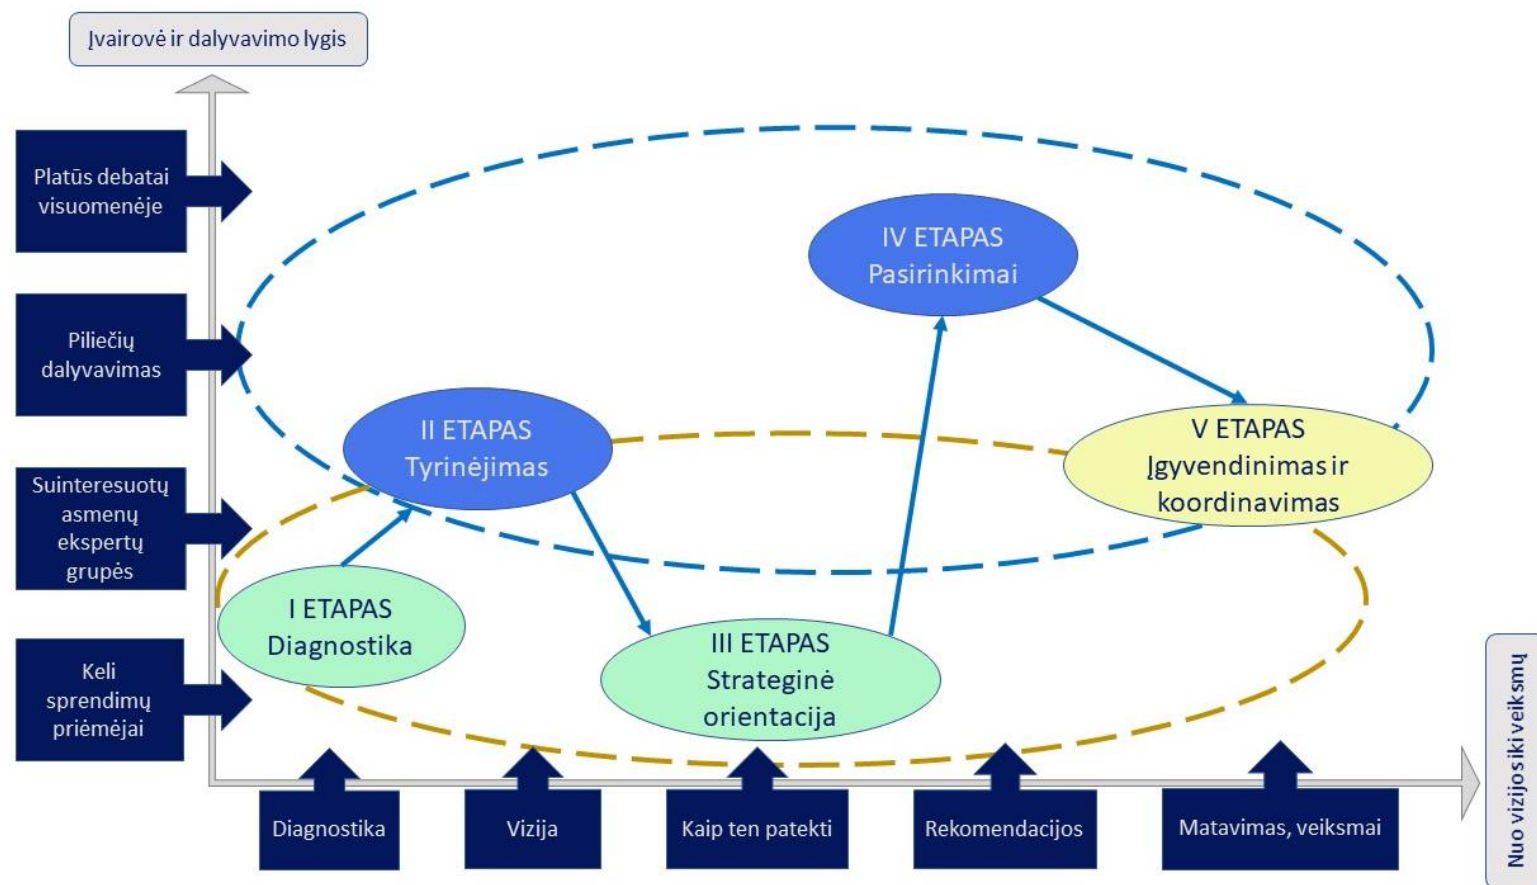 Įvairovė ir dalyvavimo lygis
Platūs debatai
visuomenėje
Piliečių
dalyvavimas
Suinteresuotų
asmenų
ekspertų
grupės
Keli
sprendimų
priėmėjai
I ETAPAS
Diagnostika
II ETAPAS
Tyrinėjimas
III ETAPAS
Strateginė
orientacija
IV ETAPAS
Pasirinkimai
V ETAPAS
Įgyvendinimas ir
koordinavimas
Diagnostika
Vizija
Kaip ten patekti
Rekomendacijos
Matavimas, veiksmai
Nuo vizijos iki veiksmų